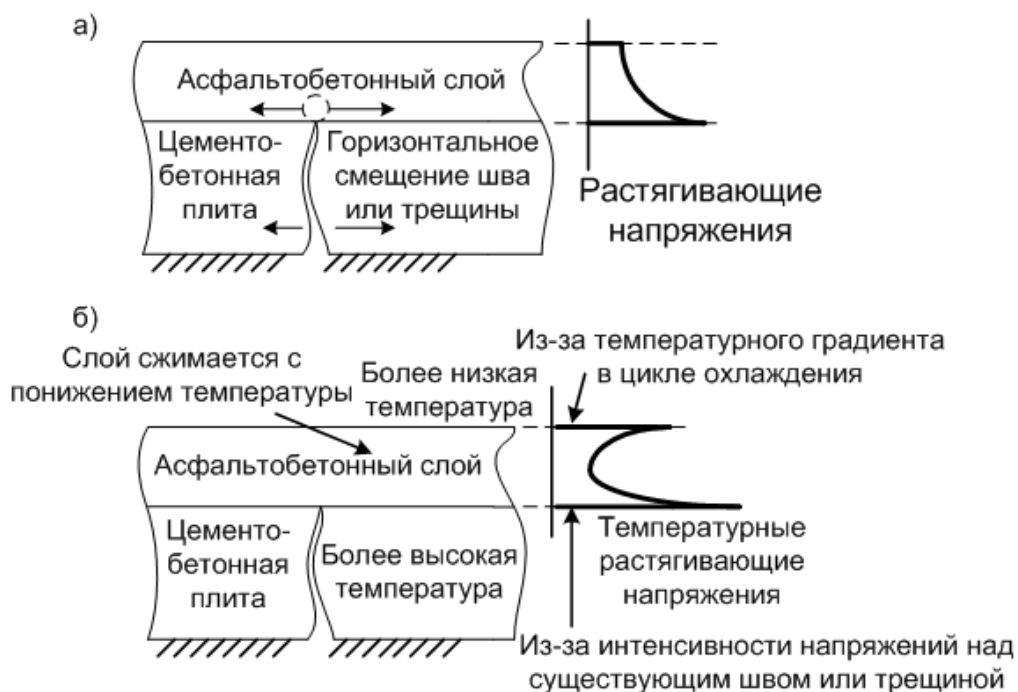 а)
Асфальтобетонный слой
Цементо-
бетонная
плита
Горизонтальное
смещение шва
или трещины
Растягивающие
напряжения
б)
Слой сжимается с
понижением температуры
Более низкая
температура
Из-за температурного градиента
в цикле охлаждения
Асфальтобетонный слой
Цементо-
бетонная
плита
Более высокая
температура
Температурные
растягивающие
напряжения
Из-за интенсивности напряжений над
существующим швом или трещиной